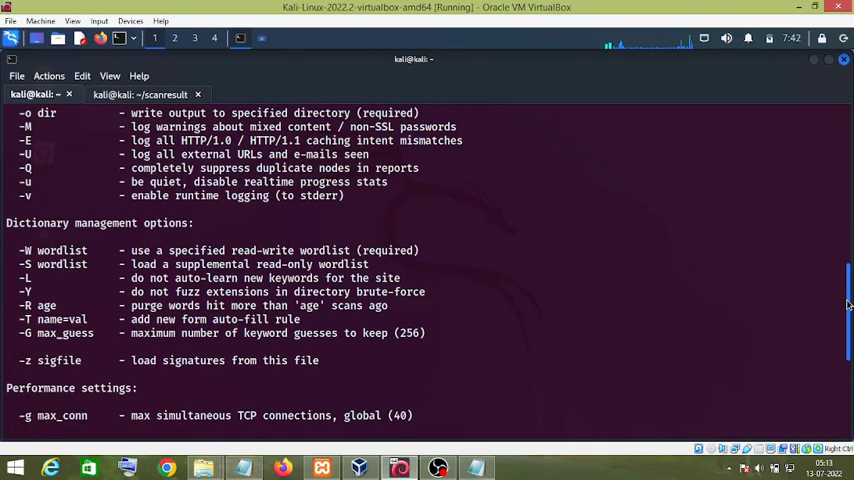 Kali-Linux-2022.2-virtualbox-amd64 [Running] - Oracle VM VirtualBox
File Machine View Input Devices Help
1 2 3 4 7:42
kali@kali: ~
File Actions Edit View Help
kali@kali: ~ kali@kali: ~/scanresult
-o dir - write output to specified directory (required)
-M - log warnings about mixed content / non-SSL passwords
-E - log all HTTP/1.0 / HTTP/1.1 caching intent mismatches
-U - log all external URLs and e-mails seen
-Q - completely suppress duplicate nodes in reports
-u - be quiet, disable realtime progress stats
-v - enable runtime logging (to stderr)
Dictionary management options:
-W wordlist - use a specified read-write wordlist (required)
-S wordlist - load a supplemental read-only wordlist
-L - do not auto-learn new keywords for the site
-Y - do not fuzz extensions in directory brute-force
-R age - purge words hit more than 'age' scans ago
-T name=val - add new form auto-fill rule
-G max_guess - maximum number of keyword guesses to keep (256)
-z sigfile - load signatures from this file
Performance settings:
-g max_conn - max simultaneous TCP connections, global (40)
Right Ctrl
05:13
13-07-2022